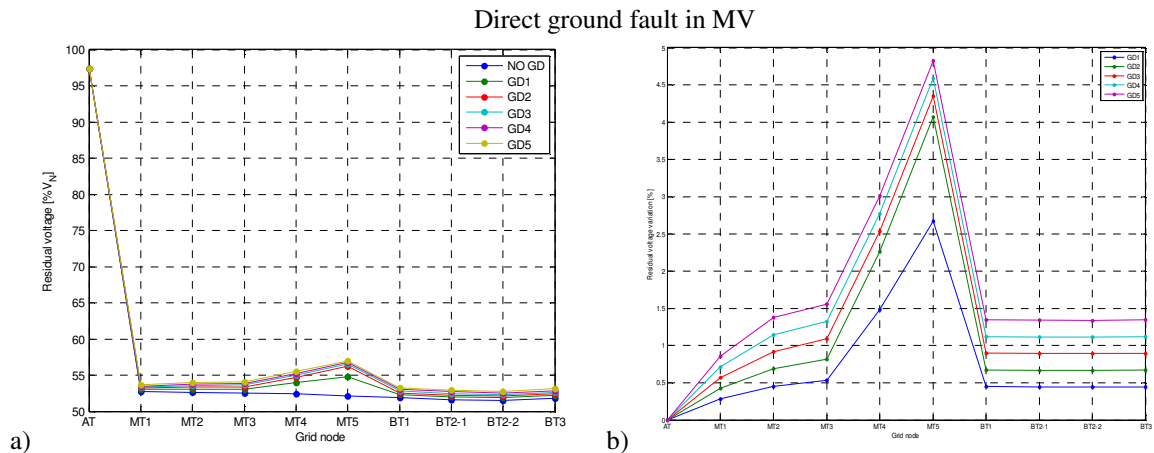 Direct ground fault in MV
a)
Residual voltage [%V_N]
100
95
90
85
80
75
70
65
60
55
50
AT MT1 MT2 MT3 MT4 MT5 BT1 BT2-1 BT2-2 BT3
Grid node
NO GD
GD1
GD2
GD3
GD4
GD5
b)
Residual voltage variation [%]
5
4.5
4
3.5
3
2.5
2
1.5
1
0.5
0
AT MT1 MT2 MT3 MT4 MT5 BT1 BT2-1 BT2-2 BT3
Grid node
GD1
GD2
GD3
GD4
GD5